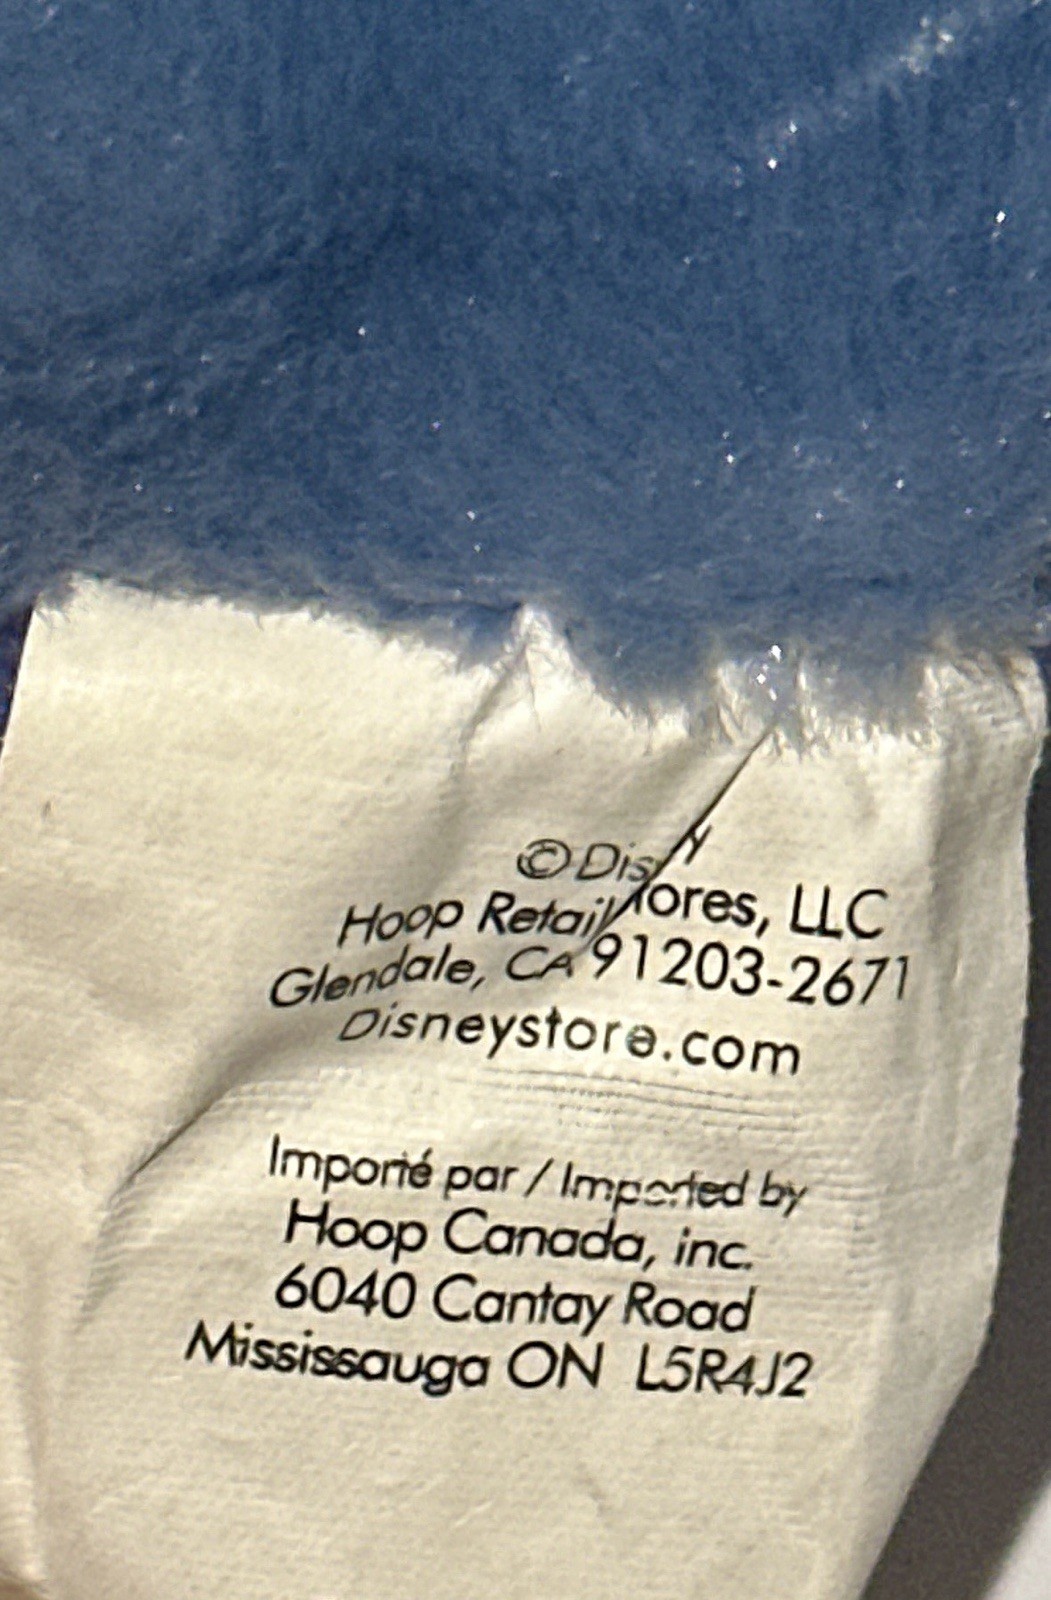 © Dis
Hoop Retail tores, LLC
Glendale, CA 91203-2671
Disneystore.com
Importé par / Imported by
Hoop Canada, inc.
6040 Cantay Road
Mississauga ON L5R4J2